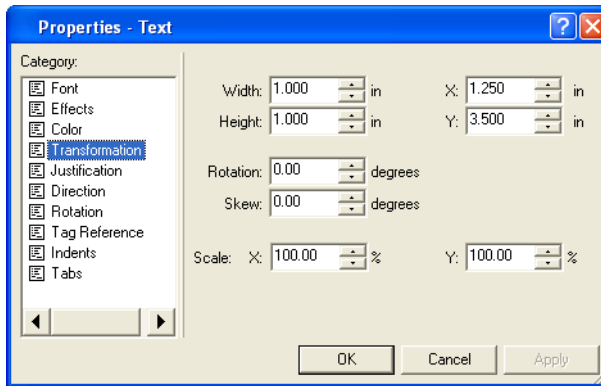 Properties - Text
Category:
Font
Effects
Color
Transformation
Justification
Direction
Rotation
Tag Reference
Indents
Tabs
Width: 1.000 in X: 1.250 in
Height: 1.000 in Y: 3.500 in
Rotation: 0.00 degrees
Skew: 0.00 degrees
Scale: X: 100.00 % Y: 100.00 %
OK Cancel Apply